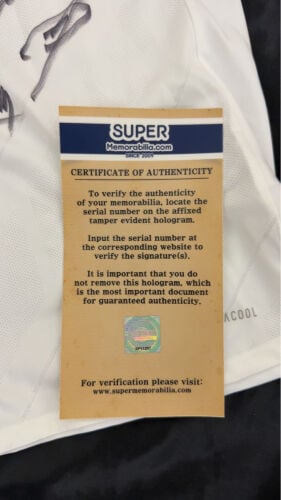 SUPER
Memorabilia.com
SINCE 2001
CERTIFICATE OF AUTHENTICITY
To verify the authenticity
of your memorabilia, locate the
serial number on the affixed
tamper evident hologram.
Input the serial number at
the corresponding website to
verify the signature(s).
It is important that you do
not remove this hologram, which
is the most important document
for guaranteed authenticity.
For verification please visit:
www.supermemorabilia.com
ACOOL